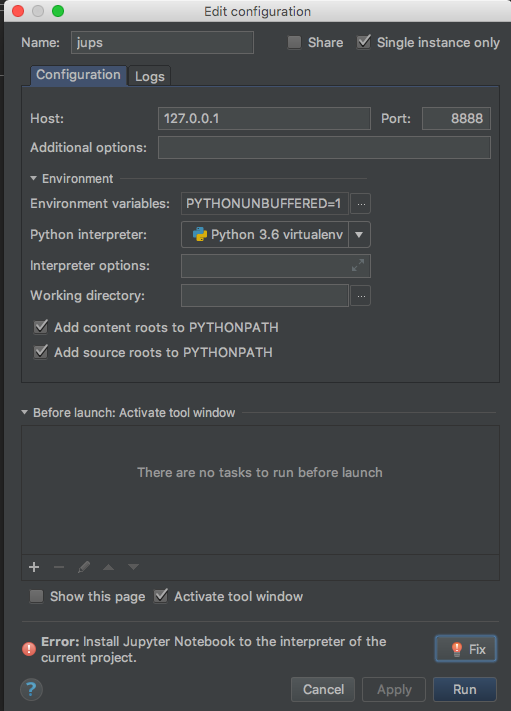 Edit configuration
Name: jups Share Single instance only
Configuration Logs
Host: 127.0.0.1 Port: 8888
Additional options:
Environment
Environment variables: PYTHONUNBUFFERED=1 ...
Python interpreter: Python 3.6 virtualenv
Interpreter options:
Working directory: ...
Add content roots to PYTHONPATH
Add source roots to PYTHONPATH
Before launch: Activate tool window
There are no tasks to run before launch
Show this page Activate tool window
Error: Install Jupyter Notebook to the interpreter of the
current project.
Fix
? Cancel Apply Run